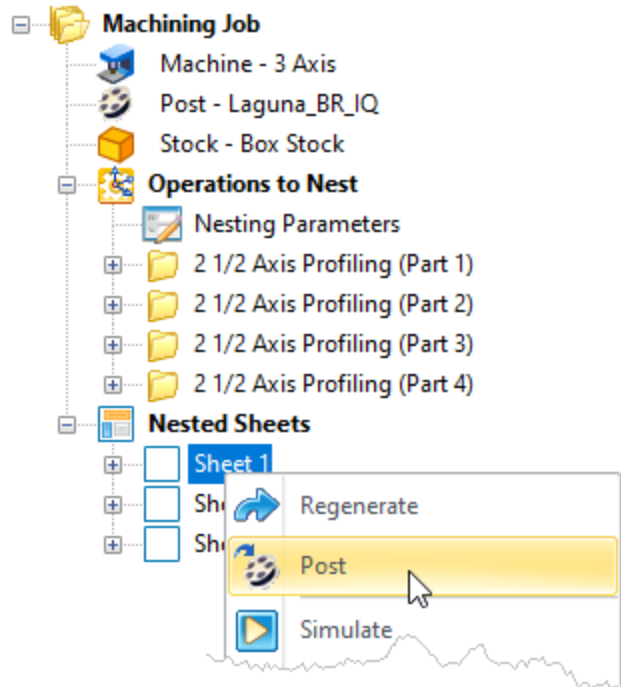 Machining Job
Machine - 3 Axis
Post - Laguna_BR_IQ
Stock - Box Stock
Operations to Nest
Nesting Parameters
2 1/2 Axis Profiling (Part 1)
2 1/2 Axis Profiling (Part 2)
2 1/2 Axis Profiling (Part 3)
2 1/2 Axis Profiling (Part 4)
Nested Sheets
Sheet 1
Regenerate
Post
Simulate